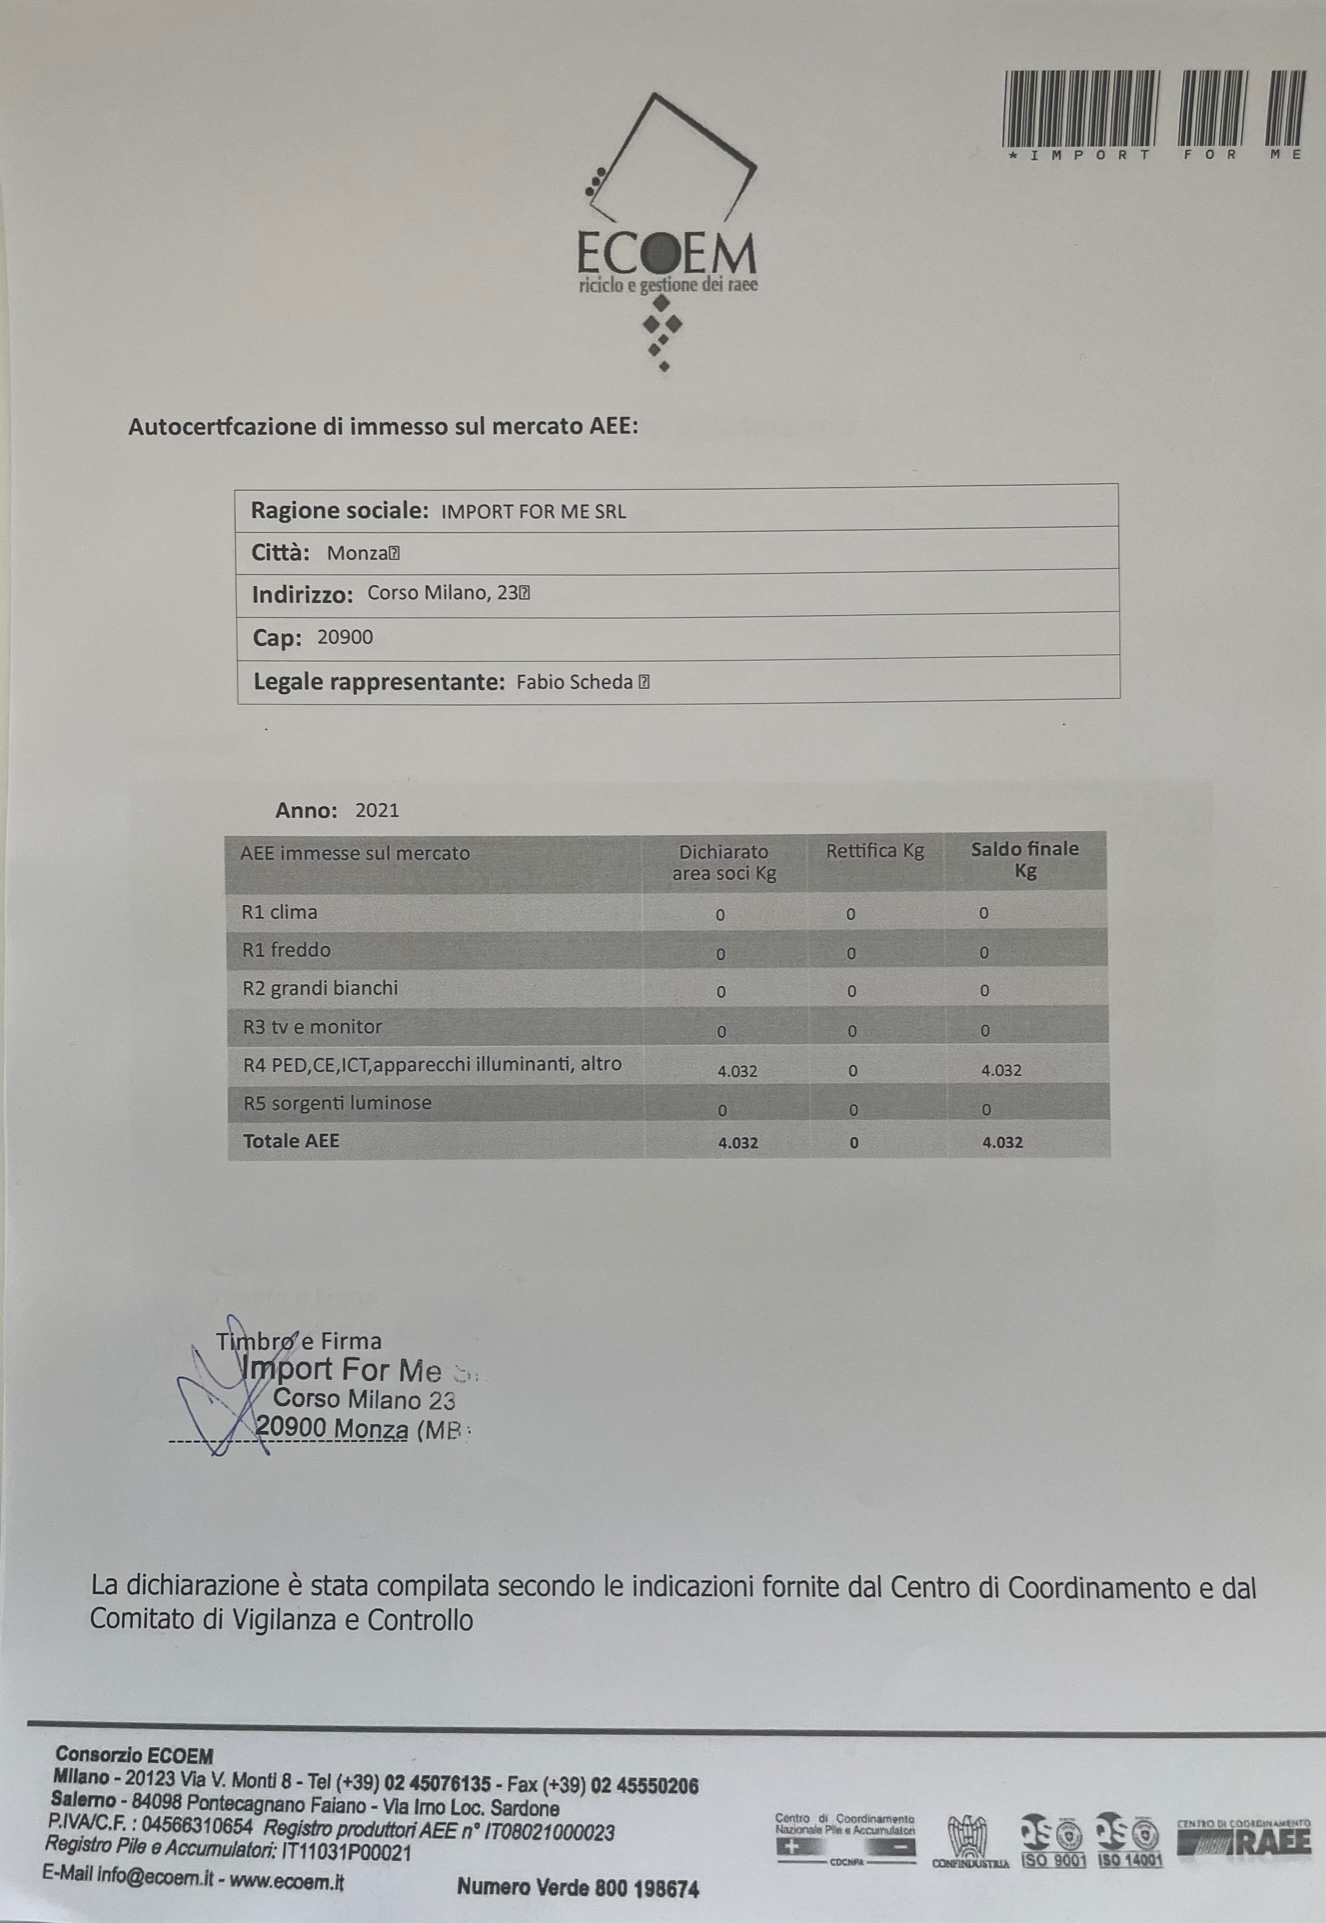 *IMPORT FOR ME
ECOEM
riciclo e gestione dei raee
Autocertfcazione di immesso sul mercato AEE:
Ragione sociale: IMPORT FOR ME SRL
Città: Monza
Indirizzo: Corso Milano, 23
Cap: 20900
Legale rappresentante: Fabio Scheda
Anno: 2021
AEE immesse sul mercato Dichiarato area soci Kg Rettifica Kg Saldo finale Kg
R1 clima 0 0 0
R1 freddo 0 0 0
R2 grandi bianchi 0 0 0
R3 tv e monitor 0 0 0
R4 PED,CE,ICT,apparecchi illuminanti, altro 4.032 0 4.032
R5 sorgenti luminose 0 0 0
Totale AEE 4.032 0 4.032
Timbro e Firma
Import For Me
Corso Milano 23
20900 Monza (MB
La dichiarazione è stata compilata secondo le indicazioni fornite dal Centro di Coordinamento e dal
Comitato di Vigilanza e Controllo
Consorzio ECOEM
Milano - 20123 Via V. Monti 8 - Tel (+39) 02 45076135 - Fax (+39) 02 45550206
Salerno - 84098 Pontecagnano Faiano - Via Irno Loc. Sardone
P.IVA/C.F. : 04566310654 Registro produttori AEE n° IT08021000023
Registro Pile e Accumulatori: IT11031P00021
E-Mail info@ecoem.it - www.ecoem.it
Numero Verde 800 198674
Centro di Coordinamento
Nazionale Pile e Accumulatori
CDCNPA
CONFINDUSTRIA
QS ISO 9001
QS ISO 14001
CENTRO DI COORDINAMENTO
RAEE